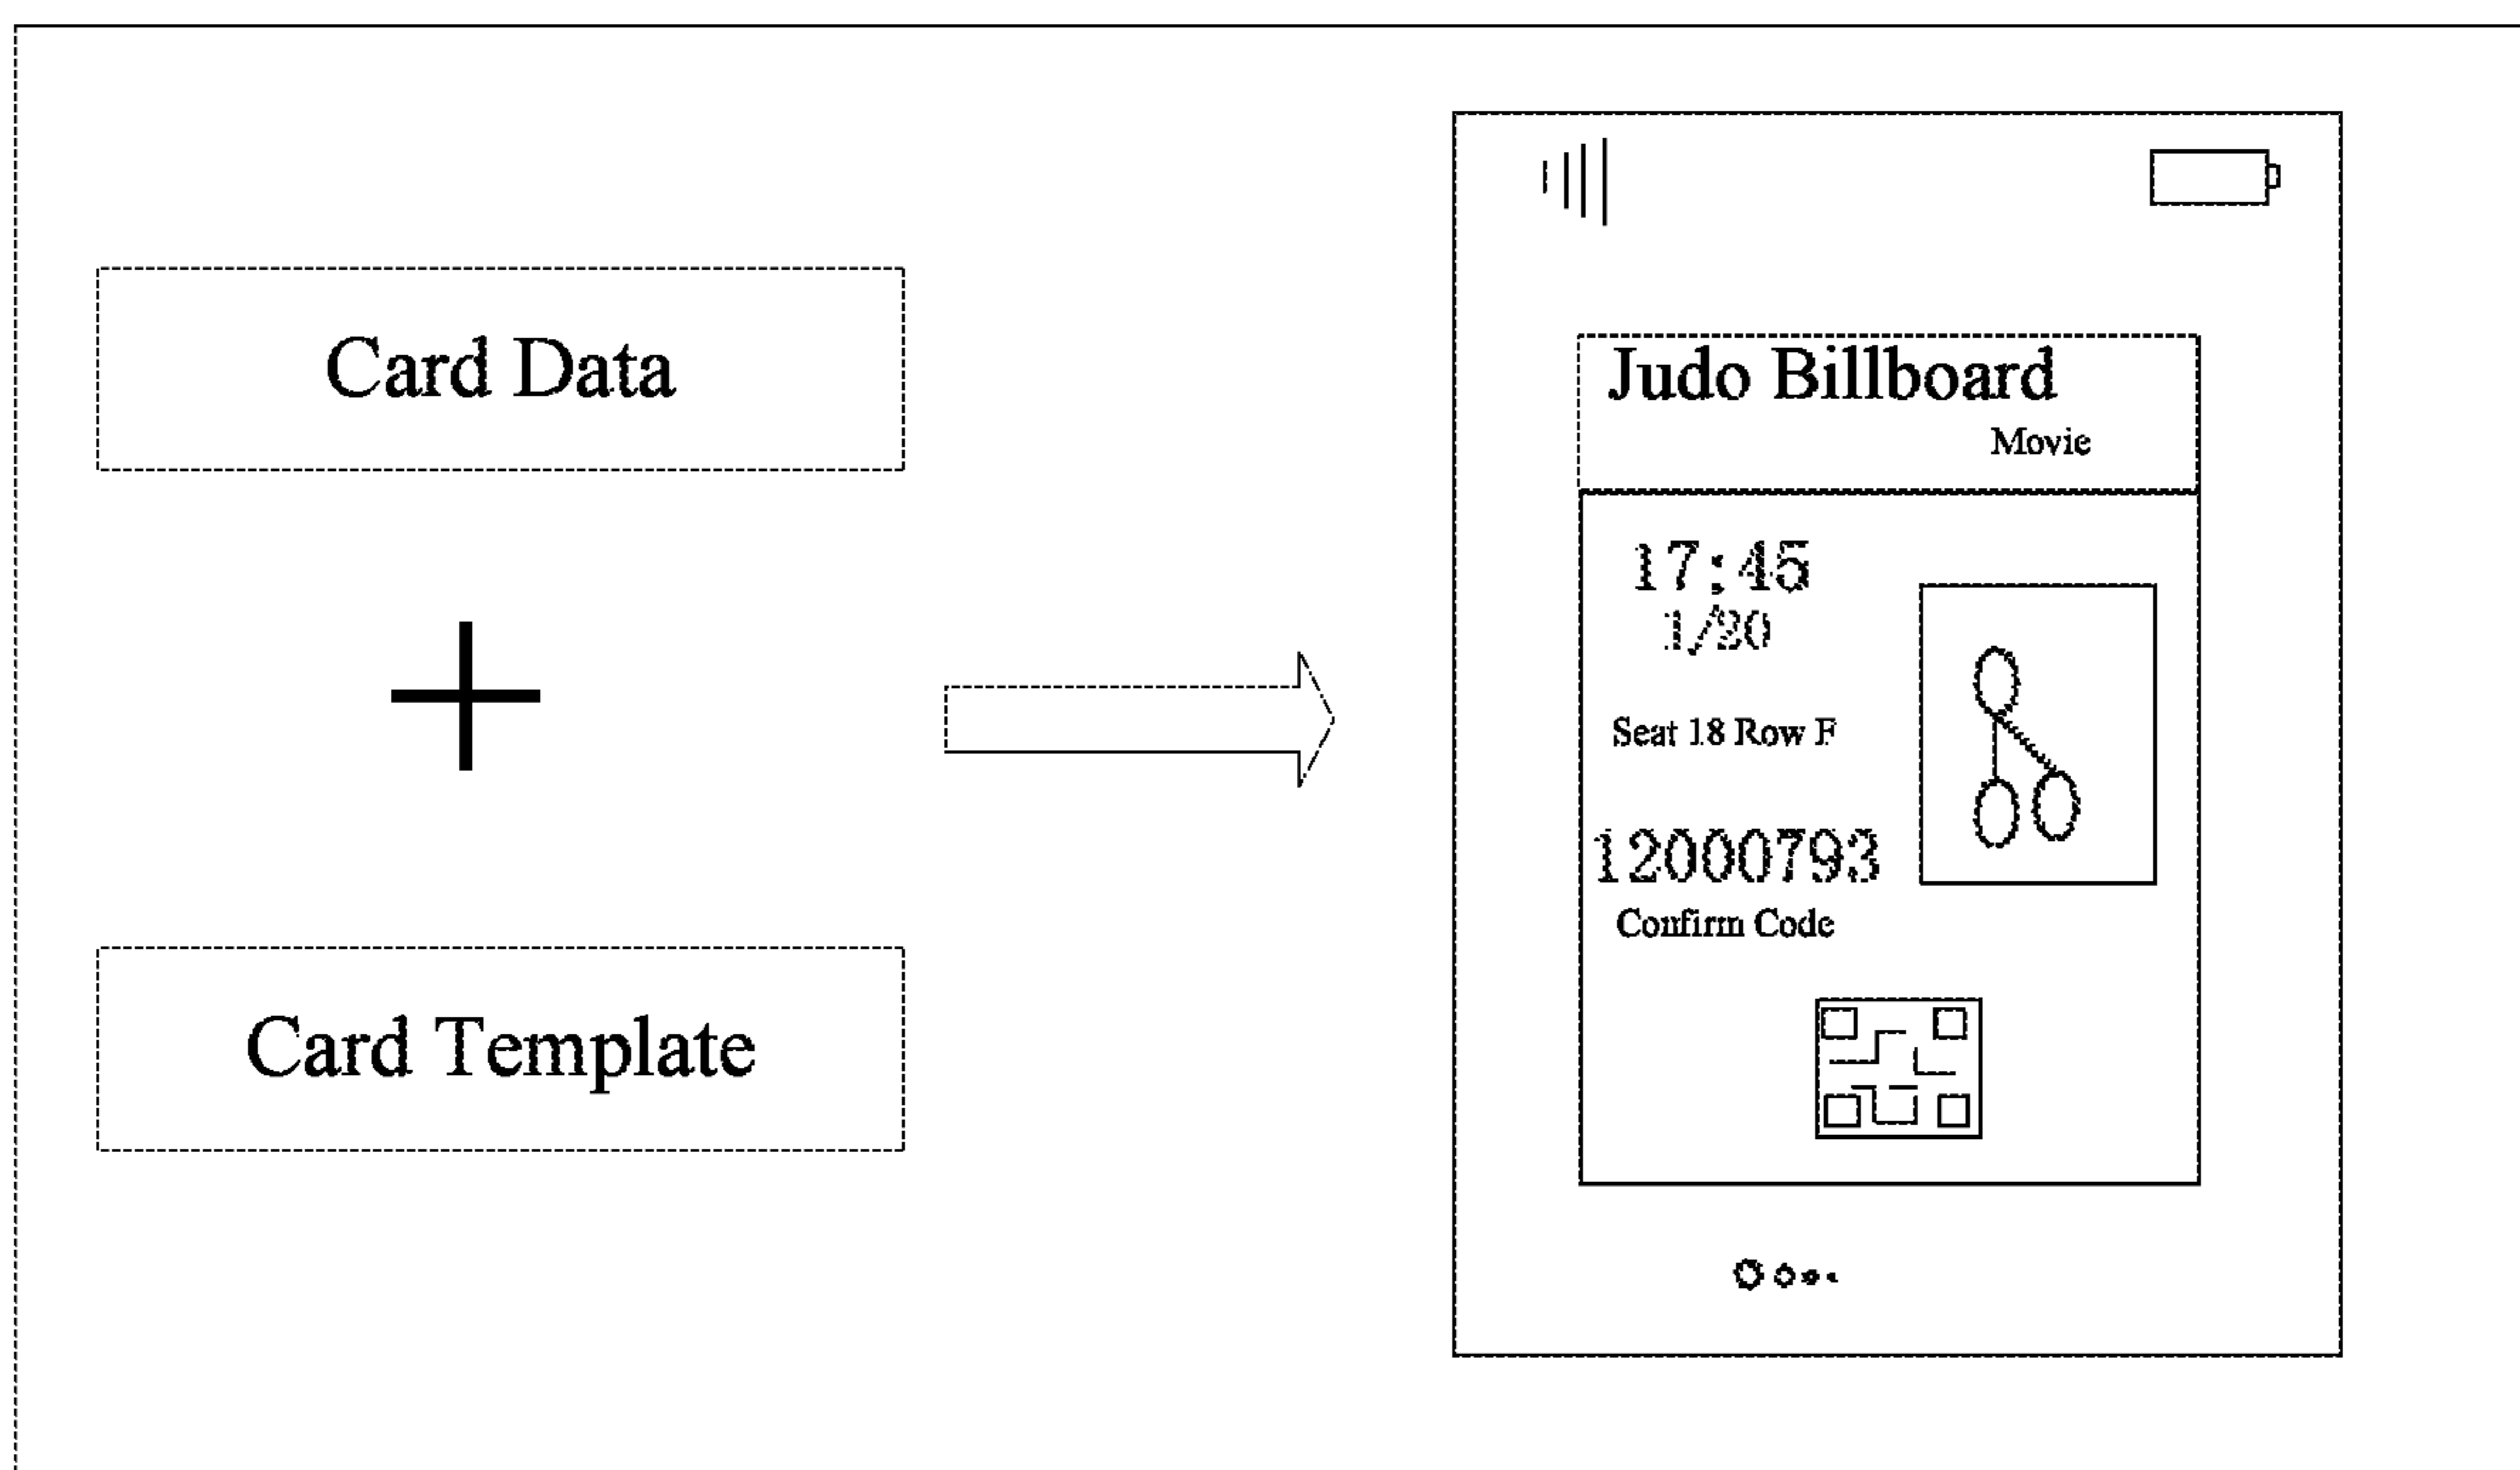 Card Data
Card Template
Judo Billboard
Movie
17:45
1/20
Seat 18 Row F
12000793
Confirm Code